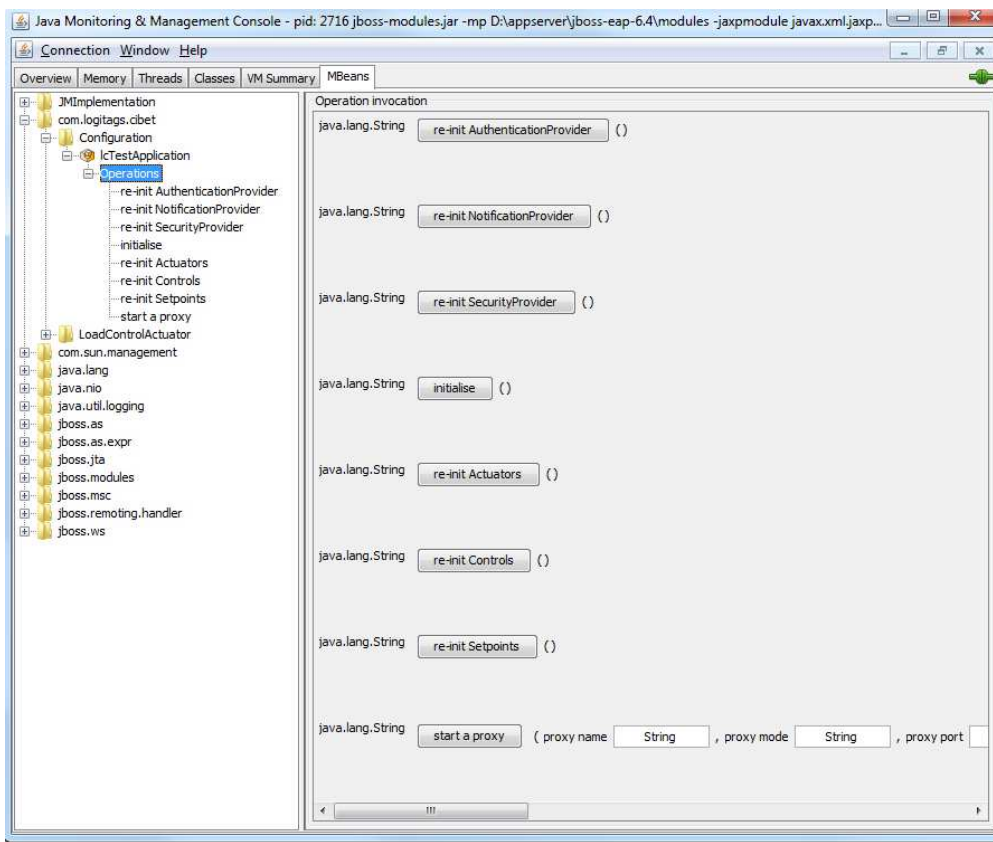 Java Monitoring & Management Console - pid: 2716 jboss-modules.jar -mp D:\appserver\jboss-eap-6.4\modules -jaxpmodule javax.xml.jaxp...
Connection Window Help
Overview Memory Threads Classes VM Summary MBeans
JMImplementation
com.logitags.cibet
Configuration
lcTestApplication
Operations
re-init AuthenticationProvider
re-init NotificationProvider
re-init SecurityProvider
initialise
re-init Actuators
re-init Controls
re-init Setpoints
start a proxy
LoadControlActuator
com.sun.management
java.lang
java.nio
java.util.logging
jboss.as
jboss.as.expr
jboss.jta
jboss.modules
jboss.msc
jboss.remoting.handler
jboss.ws
Operation invocation
java.lang.String re-init AuthenticationProvider ()
java.lang.String re-init NotificationProvider ()
java.lang.String re-init SecurityProvider ()
java.lang.String initialise ()
java.lang.String re-init Actuators ()
java.lang.String re-init Controls ()
java.lang.String re-init Setpoints ()
java.lang.String start a proxy ( proxy name String , proxy mode String , proxy port